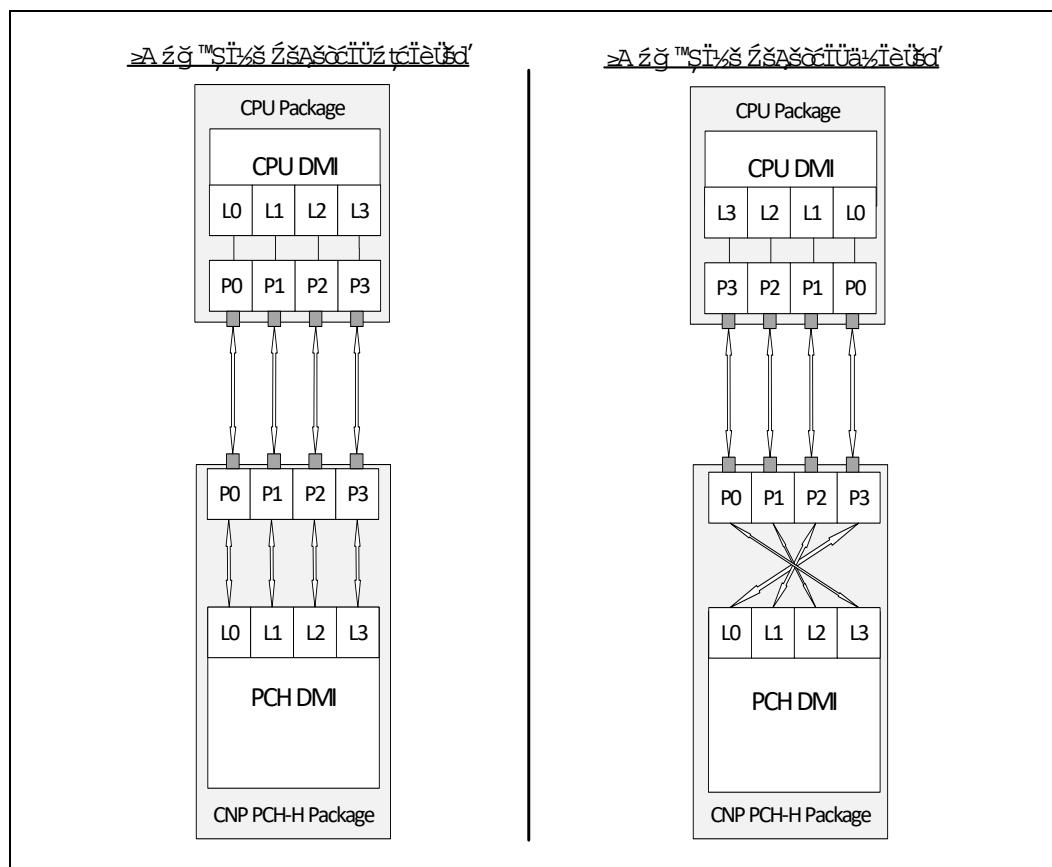 CPU Package
CPU DMI
L0 L1 L2 L3
P0 P1 P2 P3
P0 P1 P2 P3
L0 L1 L2 L3
PCH DMI
CNP PCH-H Package
CPU Package
CPU DMI
L3 L2 L1 L0
P3 P2 P1 P0
P0 P1 P2 P3
L0 L1 L2 L3
PCH DMI
CNP PCH-H Package